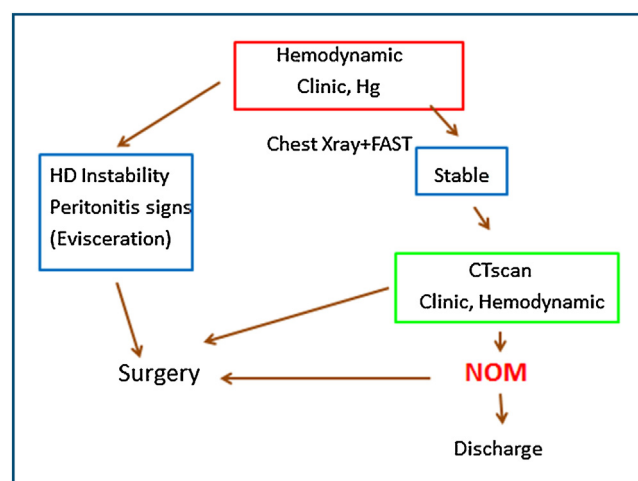 Hemodynamic
Clinic, Hg
Chest Xray+FAST
HD Instability
Peritonitis signs
(Evisceration)
Stable
CTscan
Clinic, Hemodynamic
Surgery
NOM
Discharge